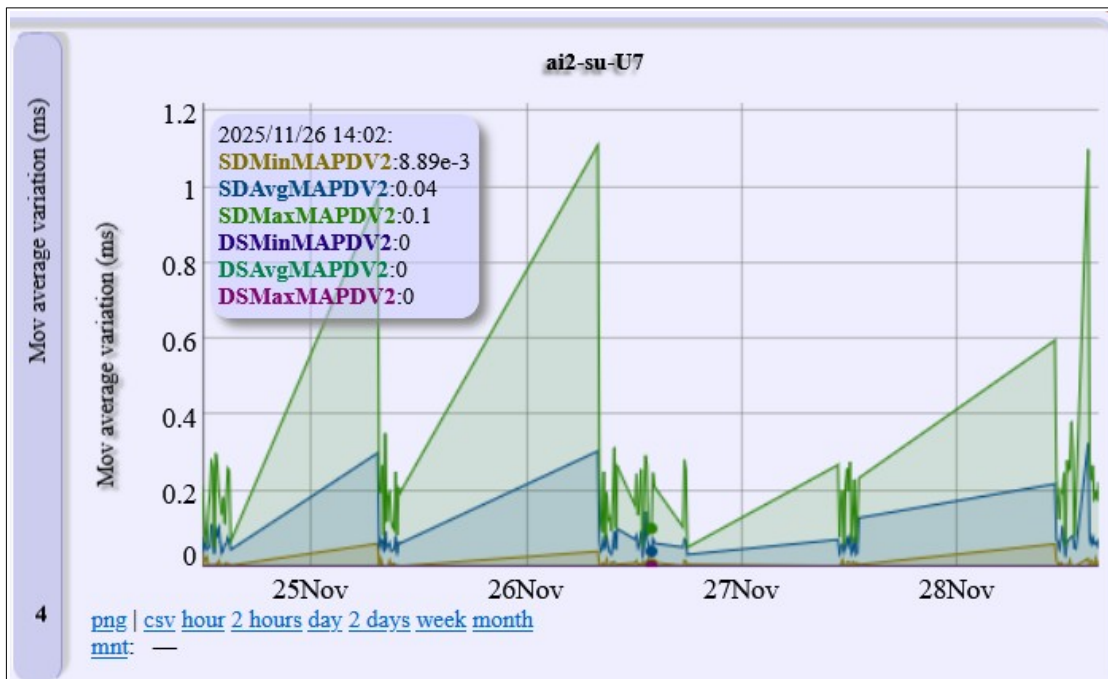 Mov average variation (ms)
4
ai2-su-U7
Mov average variation (ms)
1.2
1
0.8
0.6
0.4
0.2
0
2025/11/26 14:02:
SDMinMAPDV2:8.89e-3
SDAvgMAPDV2:0.04
SDMaxMAPDV2:0.1
DSMinMAPDV2:0
DSAvgMAPDV2:0
DSMaxMAPDV2:0
25Nov 26Nov 27Nov 28Nov
png | csv hour 2 hours day 2 days week month
mnt: —